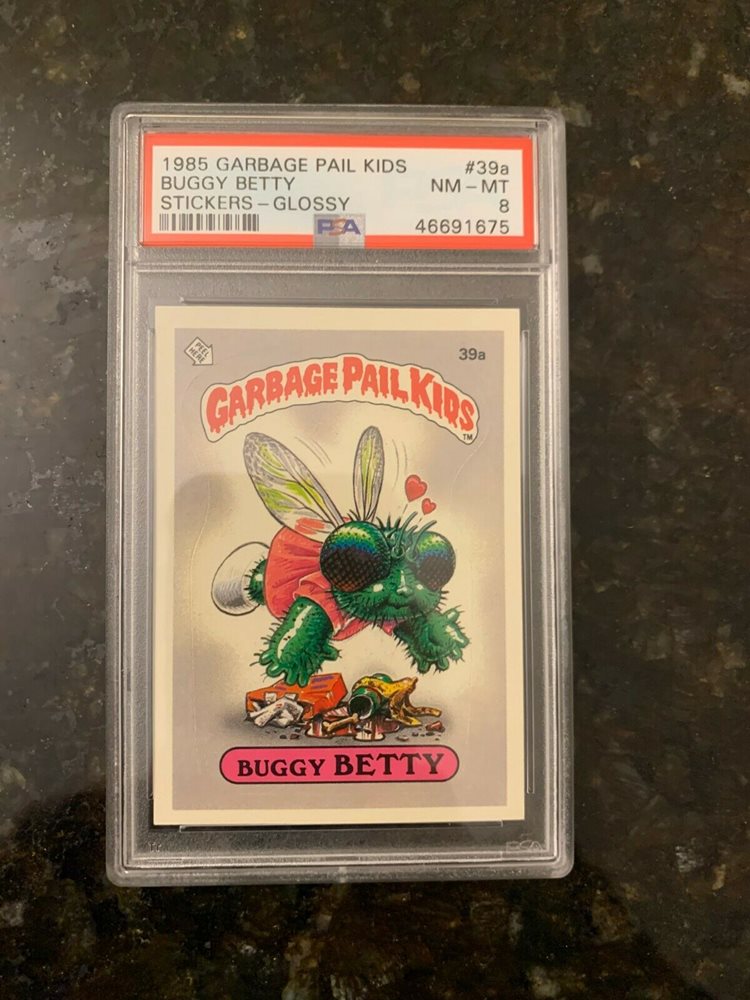 1985 GARBAGE PAIL KIDS #39a
BUGGY BETTY NM-MT
STICKERS-GLOSSY 8
PSA 46691675
PEEL HERE
39a
GARBAGE PAIL KIDS
TM
BUGGY BETTY
PSA